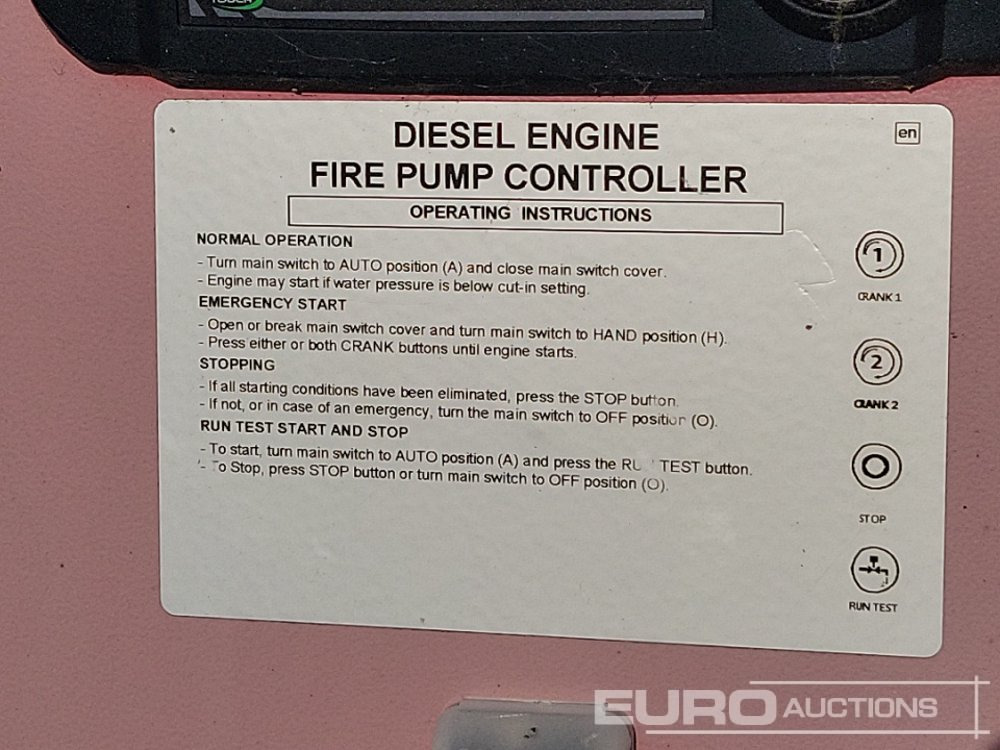 TOUCH
DIESEL ENGINE
en
FIRE PUMP CONTROLLER
OPERATING INSTRUCTIONS
NORMAL OPERATION
- Turn main switch to AUTO position (A) and close main switch cover.
- Engine may start if water pressure is below cut-in setting.
EMERGENCY START
- Open or break main switch cover and turn main switch to HAND position (H).
- Press either or both CRANK buttons until engine starts.
STOPPING
- If all starting conditions have been eliminated, press the STOP button.
- If not, or in case of an emergency, turn the main switch to OFF position (O).
RUN TEST START AND STOP
- To start, turn main switch to AUTO position (A) and press the RU TEST button.
- To Stop, press STOP button or turn main switch to OFF position (O).
1
CRANK 1
2
CRANK 2
STOP
RUN TEST
EURO AUCTIONS